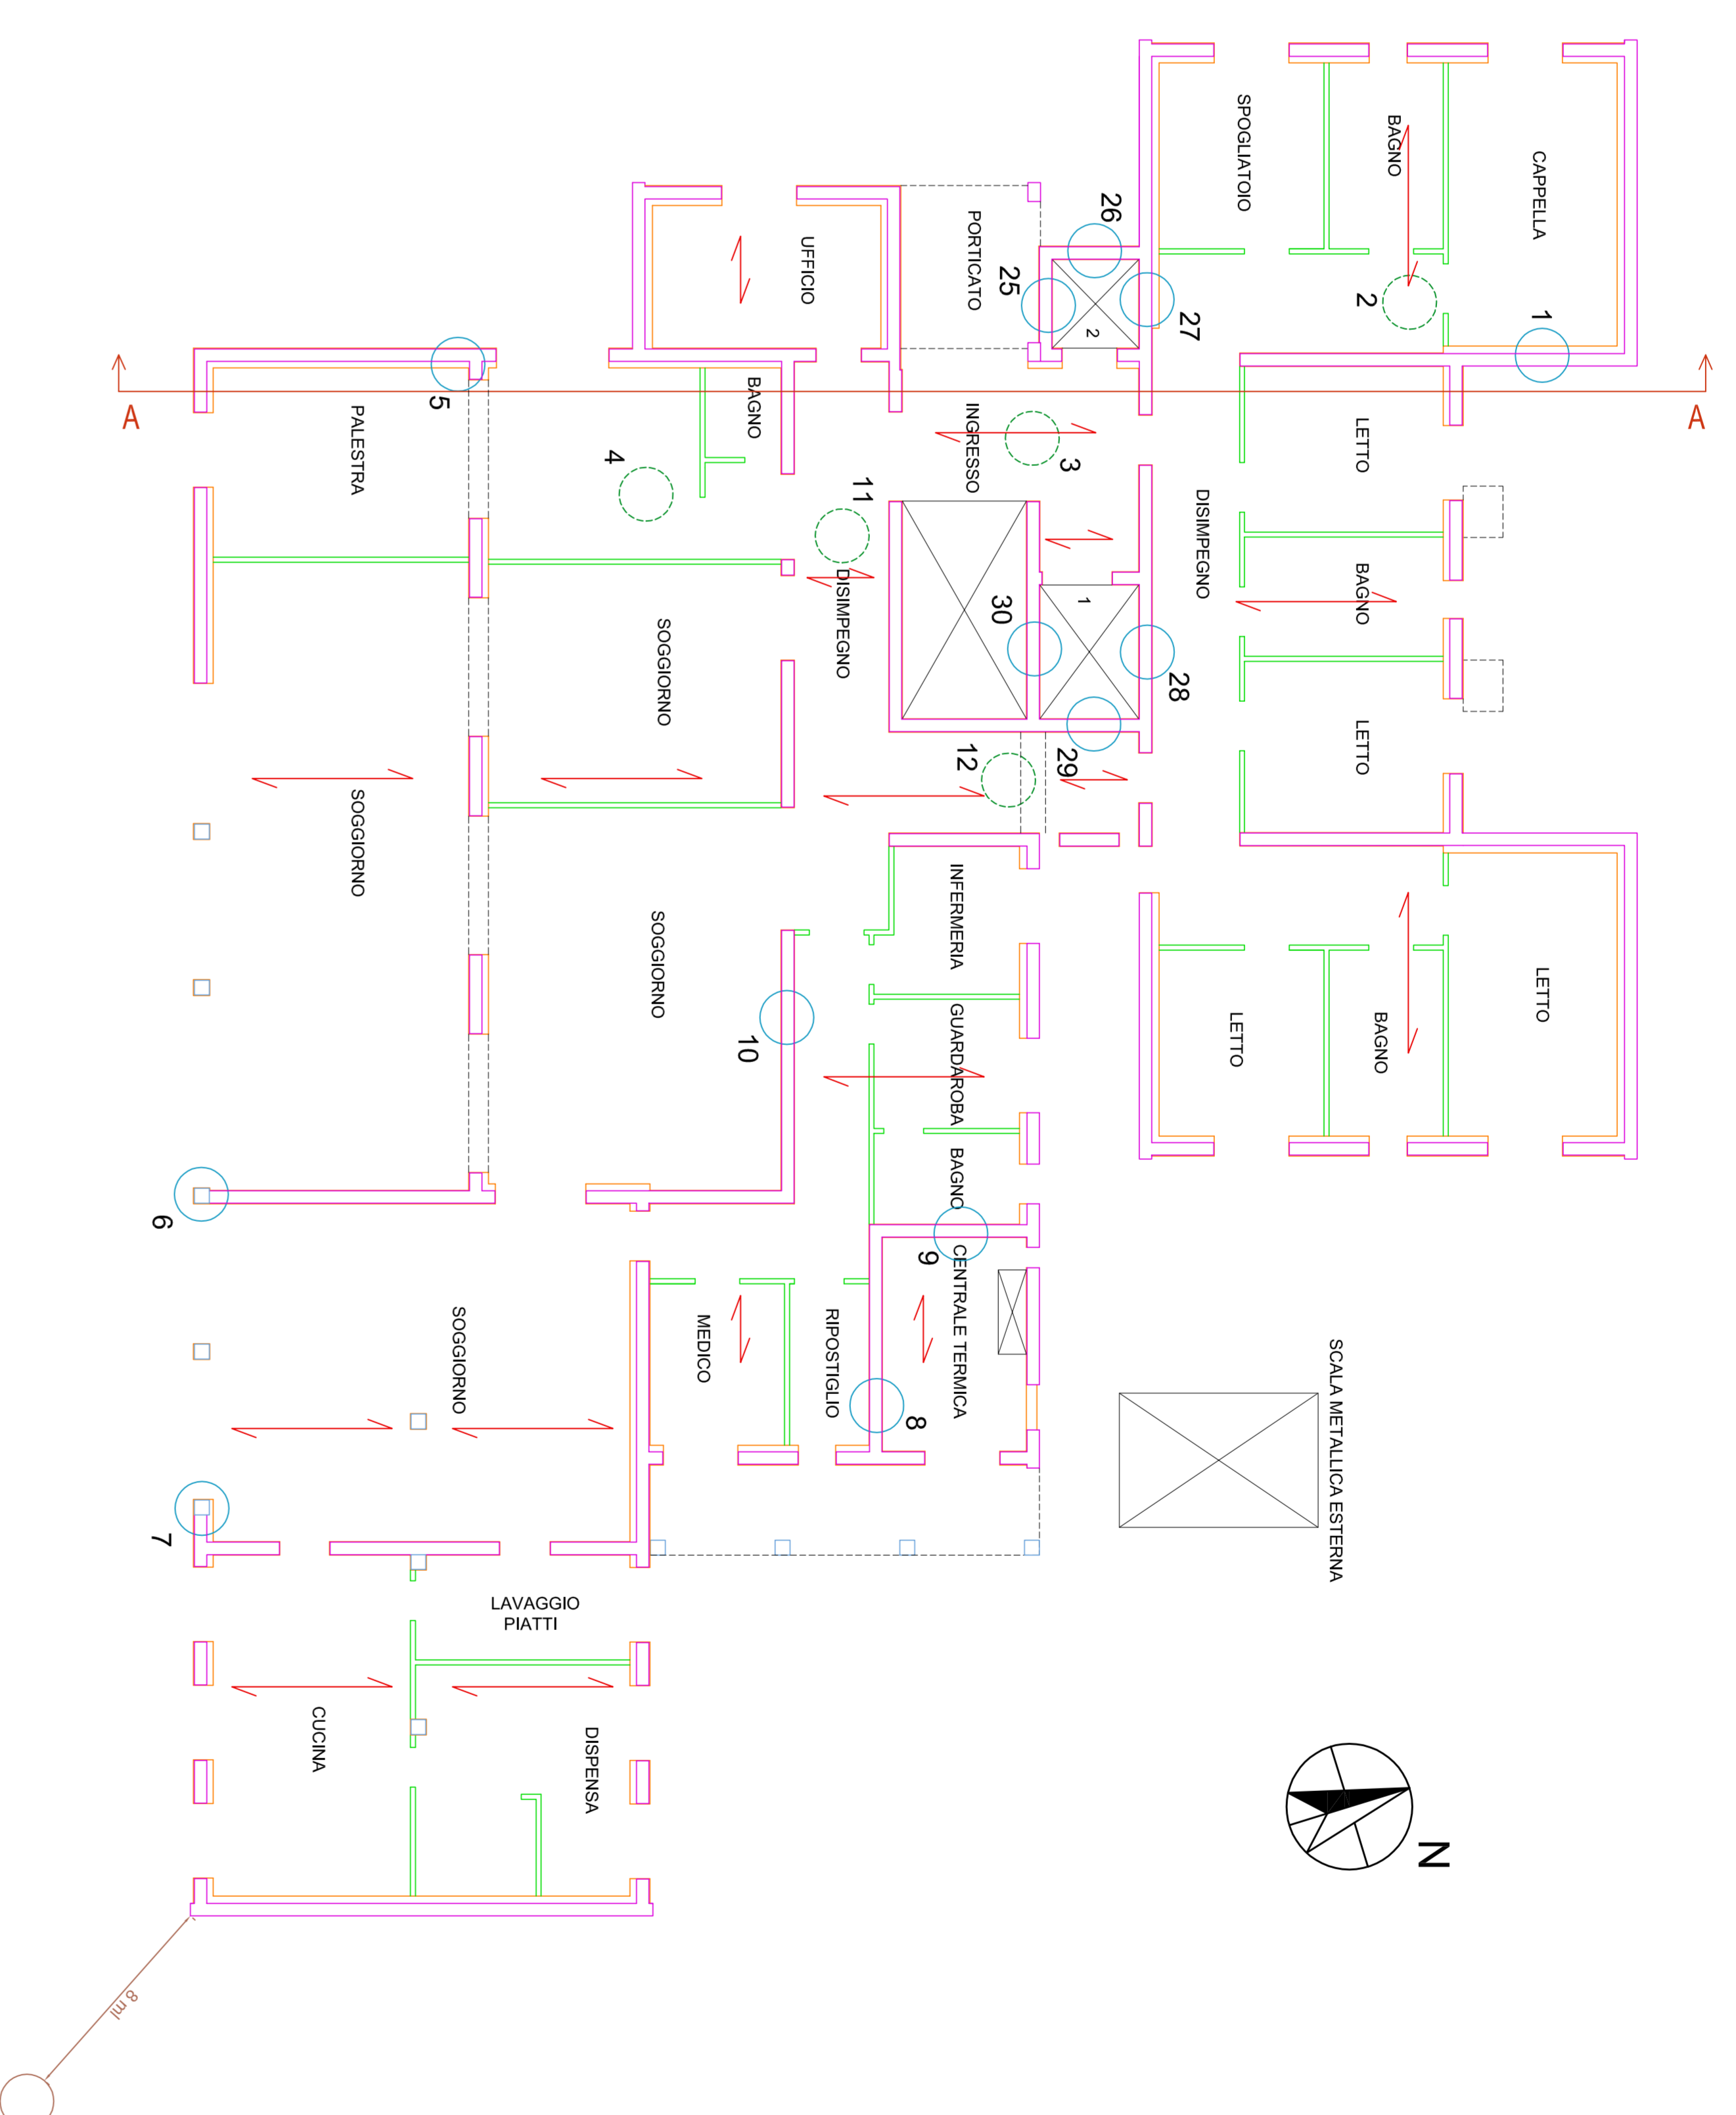 SPOGLIATOIO
BAGNO
CAPPELLA
26
25
27
2
2
1
PORTICATO
UFFICIO
A
A
5
PALESTRA
BAGNO
4
11
INGRESSO
3
LETTO
DISIMPEGNO
BAGNO
1
30
28
29
12
LETTO
DISIMPEGNO
SOGGIORNO
SOGGIORNO
SOGGIORNO
INFERMERIA
GUARDAROBA
BAGNO
10
LETTO
BAGNO
LETTO
6
9
CENTRALE TERMICA
SOGGIORNO
MEDICO
RIPOSTIGLIO
8
SCALA METALLICA ESTERNA
7
LAVAGGIO
PIATTI
CUCINA
DISPENSA
N
8 ml